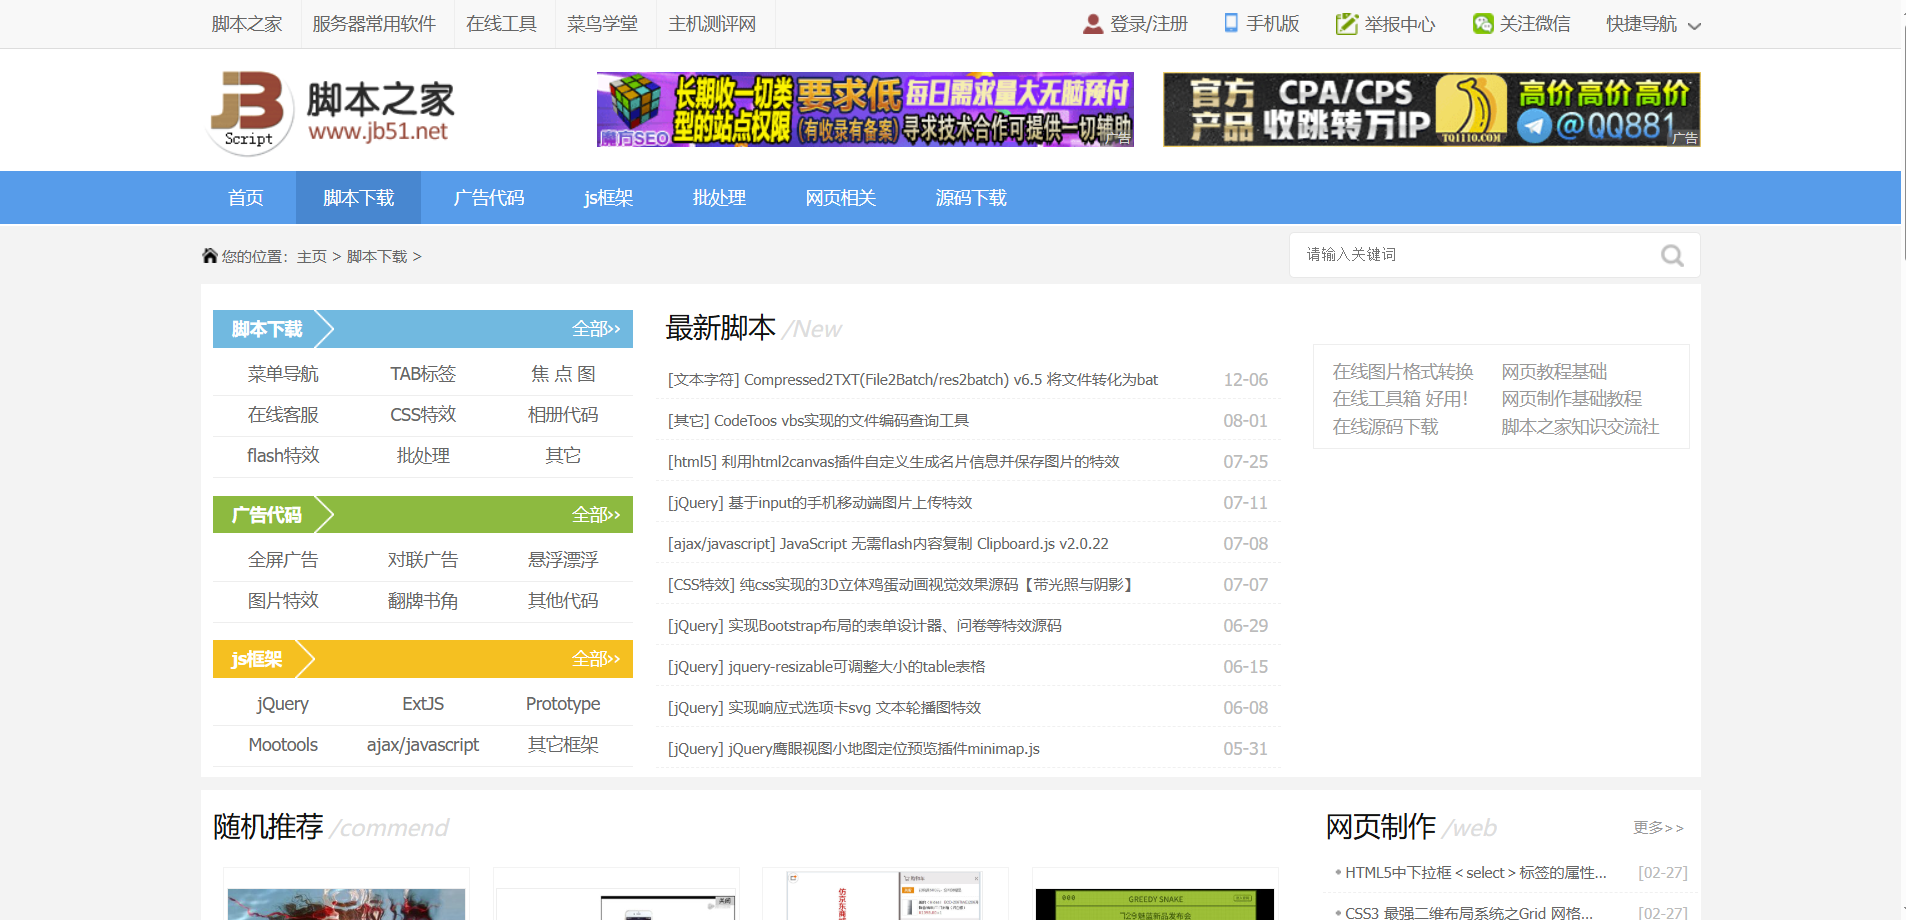 脚本之家 服务器常用软件 在线工具 菜鸟学堂 主机测评网 登录/注册 手机版 举报中心 关注微信 快捷导航
JB Script 脚本之家
www.jb51.net
长期收一切类型的站点权限 要求低 (有收录有备案) 每日需求量大无脑预付 寻求技术合作可提供一切辅助 魔方SEO 广告
官方产品 CPA/CPS 收跳转万IP TQ1110.COM 高价高价高价 @QQ881 广告
首页 脚本下载 广告代码 js框架 批处理 网页相关 源码下载
您的位置：主页 > 脚本下载 >
请输入关键词
脚本下载 全部>>
菜单导航 TAB标签 焦 点 图
在线客服 CSS特效 相册代码
flash特效 批处理 其它
广告代码 全部>>
全屏广告 对联广告 悬浮漂浮
图片特效 翻牌书角 其他代码
js框架 全部>>
jQuery ExtJS Prototype
Mootools ajax/javascript 其它框架
最新脚本 /New
[文本字符] Compressed2TXT(File2Batch/res2batch) v6.5 将文件转化为bat 12-06
[其它] CodeToos vbs实现的文件编码查询工具 08-01
[html5] 利用html2canvas插件自定义生成名片信息并保存图片的特效 07-25
[jQuery] 基于input的手机移动端图片上传特效 07-11
[ajax/javascript] JavaScript 无需flash内容复制 Clipboard.js v2.0.22 07-08
[CSS特效] 纯css实现的3D立体鸡蛋动画视觉效果源码【带光照与阴影】 07-07
[jQuery] 实现Bootstrap布局的表单设计器、问卷等特效源码 06-29
[jQuery] jquery-resizable可调整大小的table表格 06-15
[jQuery] 实现响应式选项卡svg 文本轮播图特效 06-08
[jQuery] jQuery鹰眼视图小地图定位预览插件minimap.js 05-31
在线图片格式转换 网页教程基础
在线工具箱 好用！ 网页制作基础教程
在线源码下载 脚本之家知识交流社
随机推荐 /commend
仿京东商
关闭
000 GREEDY SNAKE
729魅蓝新品发布会
网页制作 /web 更多>>
• HTML5中下拉框＜select＞标签的属性... [02-27]
• CSS3 最强二维布局系统之Grid 网格... [02-27]